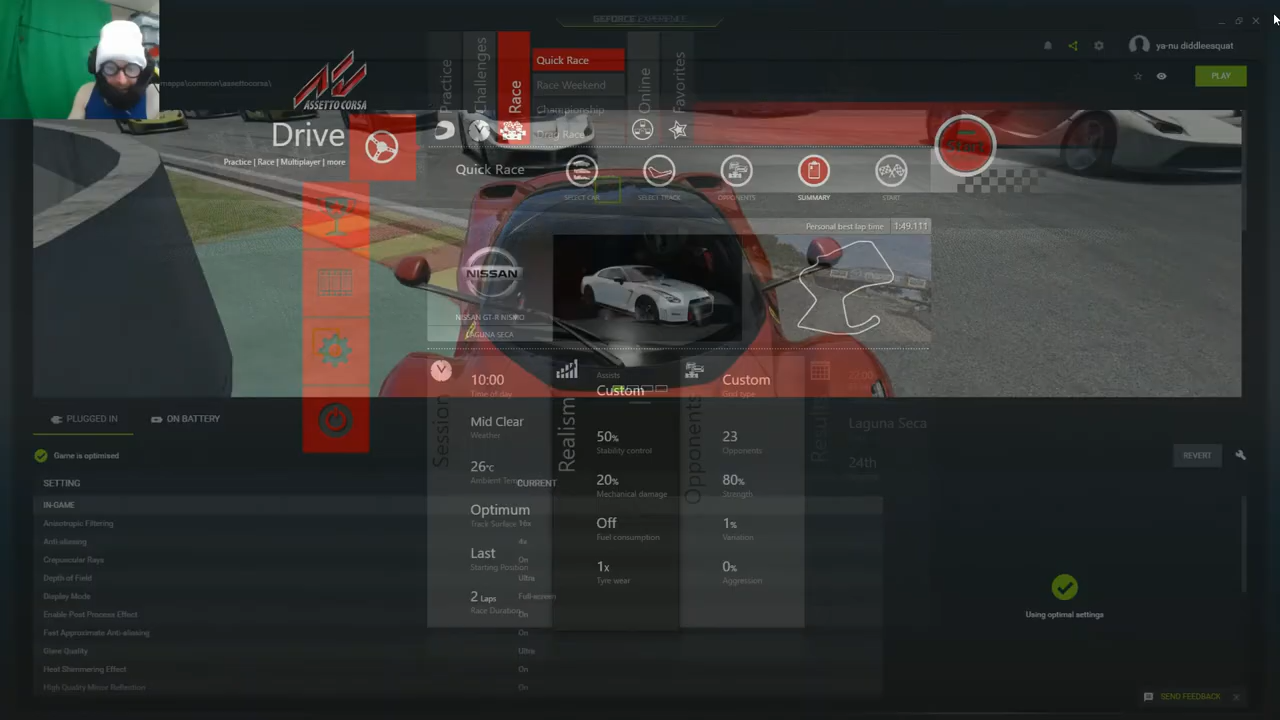 GEFORCE EXPERIENCE
ya-nu diddleesquat
PLAY
mapps\common\assettocorsa\
ASSETTO CORSA
Practice
Challenges
Race
Online
Favorites
Quick Race
Race Weekend
Championship
Drag Race
Drive
Practice | Race | Multiplayer | more
Quick Race
SELECT CAR
SELECT TRACK
OPPONENTS
SUMMARY
START
Start
Personal best lap time 1:49.111
NISSAN
NISSAN GT-R NISMO
LAGUNA SECA
Session
10:00
Time of day
Mid Clear
Weather
26°C
Ambient Temp
Optimum
Track Surface
Last
Starting Position
2 Laps
Race Duration
Realism
Assists
Custom
50%
Stability control
20%
Mechanical damage
Off
Fuel consumption
1x
Tyre wear
Opponents
Custom
Grid type
23
Opponents
80%
Strength
1%
Variation
0%
Aggression
Results
Laguna Seca
24th
PLUGGED IN
ON BATTERY
Game is optimised
REVERT
SETTING CURRENT
IN-GAME
Anisotropic Filtering 16x
Anti-aliasing 4x
Crepuscular Rays On
Depth of Field Ultra
Display Mode Full-screen
Enable Post Process Effect On
Fast Approximate Anti-aliasing On
Glare Quality Ultra
Heat Shimmering Effect On
High Quality Mirror Reflection On
Using optimal settings
SEND FEEDBACK